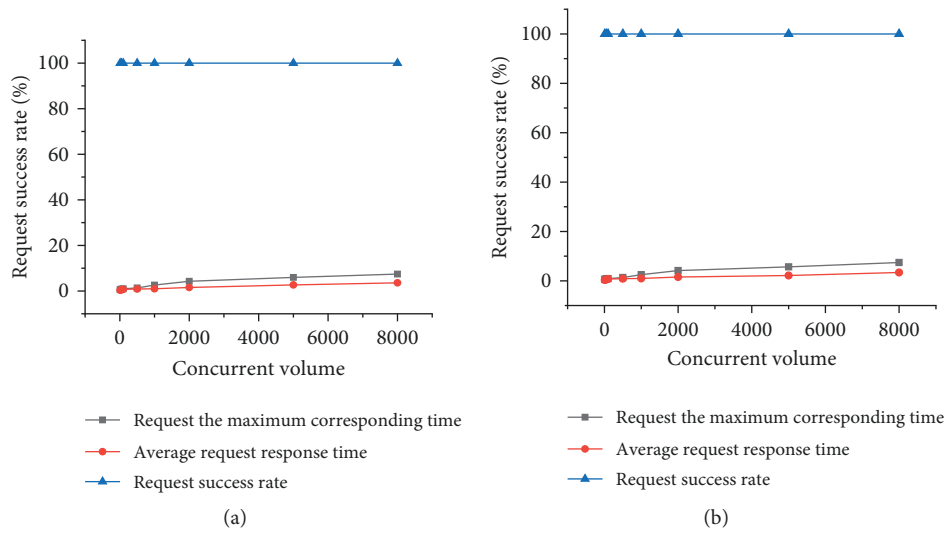 Request success rate (%)
100
80
60
40
20
0
0 2000 4000 6000 8000
Concurrent volume
Request the maximum corresponding time
Average request response time
Request success rate
(a)
Request success rate (%)
100
80
60
40
20
0
0 2000 4000 6000 8000
Concurrent volume
Request the maximum corresponding time
Average request response time
Request success rate
(b)